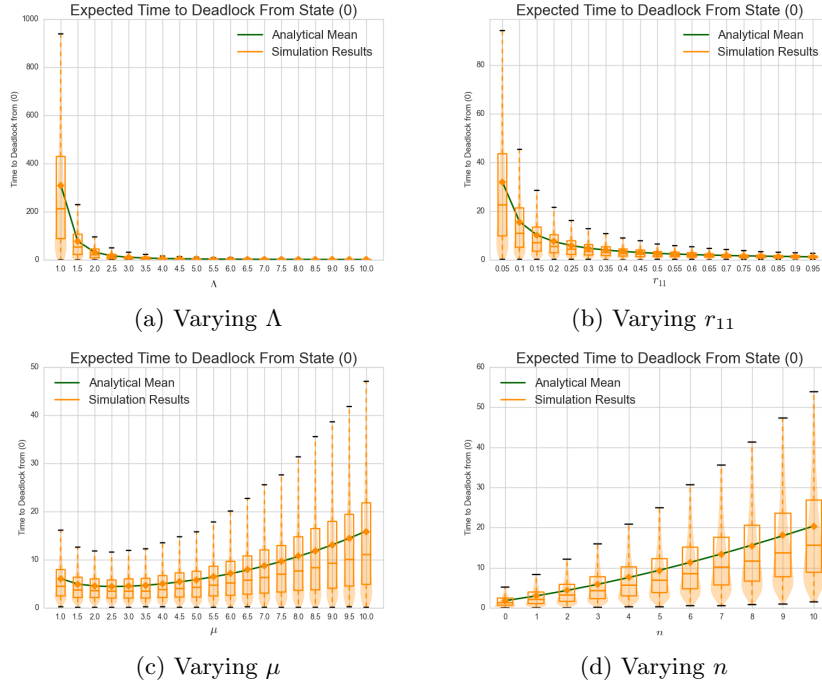 Expected Time to Deadlock From State (0)
Analytical Mean
Simulation Results
Time to Deadlock from (0)
1000
800
600
400
200
0
1.0 1.5 2.0 2.5 3.0 3.5 4.0 4.5 5.0 5.5 6.0 6.5 7.0 7.5 8.0 8.5 9.0 9.5 10.0
Λ
(a) Varying Λ
Expected Time to Deadlock From State (0)
Analytical Mean
Simulation Results
Time to Deadlock from (0)
80
60
40
20
0
0.05 0.1 0.15 0.2 0.25 0.3 0.35 0.4 0.45 0.5 0.55 0.6 0.65 0.7 0.75 0.8 0.85 0.9 0.95
r₁₁
(b) Varying r₁₁
Expected Time to Deadlock From State (0)
Analytical Mean
Simulation Results
Time to Deadlock from (0)
50
40
30
20
10
0
1.0 1.5 2.0 2.5 3.0 3.5 4.0 4.5 5.0 5.5 6.0 6.5 7.0 7.5 8.0 8.5 9.0 9.5 10.0
μ
(c) Varying μ
Expected Time to Deadlock From State (0)
Analytical Mean
Simulation Results
Time to Deadlock from (0)
60
50
40
30
20
10
0
0 1 2 3 4 5 6 7 8 9 10
n
(d) Varying n